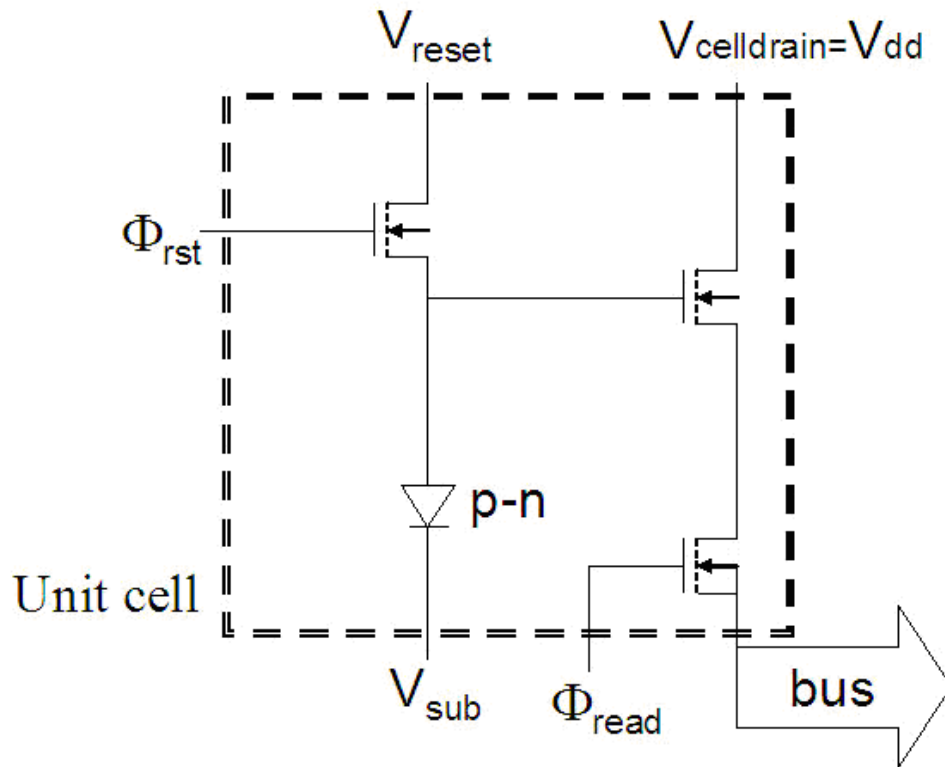 Vreset
Vcelldrain=Vdd
Φrst
p-n
Unit cell
Vsub
Φread
bus